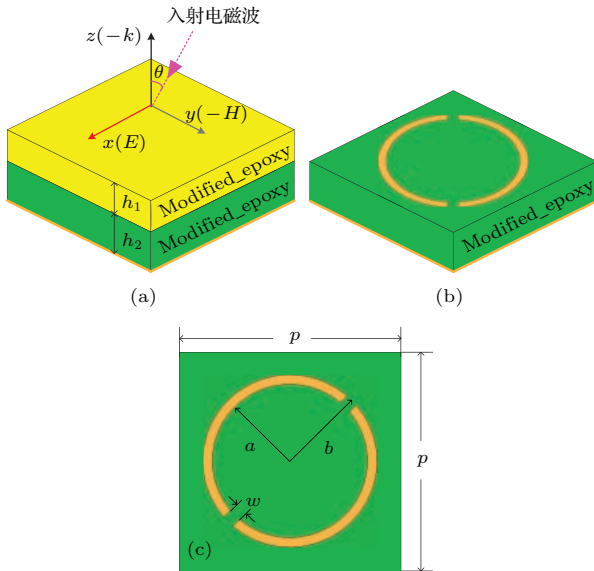 入射电磁波
z(−k)
θ
y(−H)
x(E)
h₁
Modified_epoxy
h₂
Modified_epoxy
(a)
Modified_epoxy
(b)
p
a
b
p
w
(c)